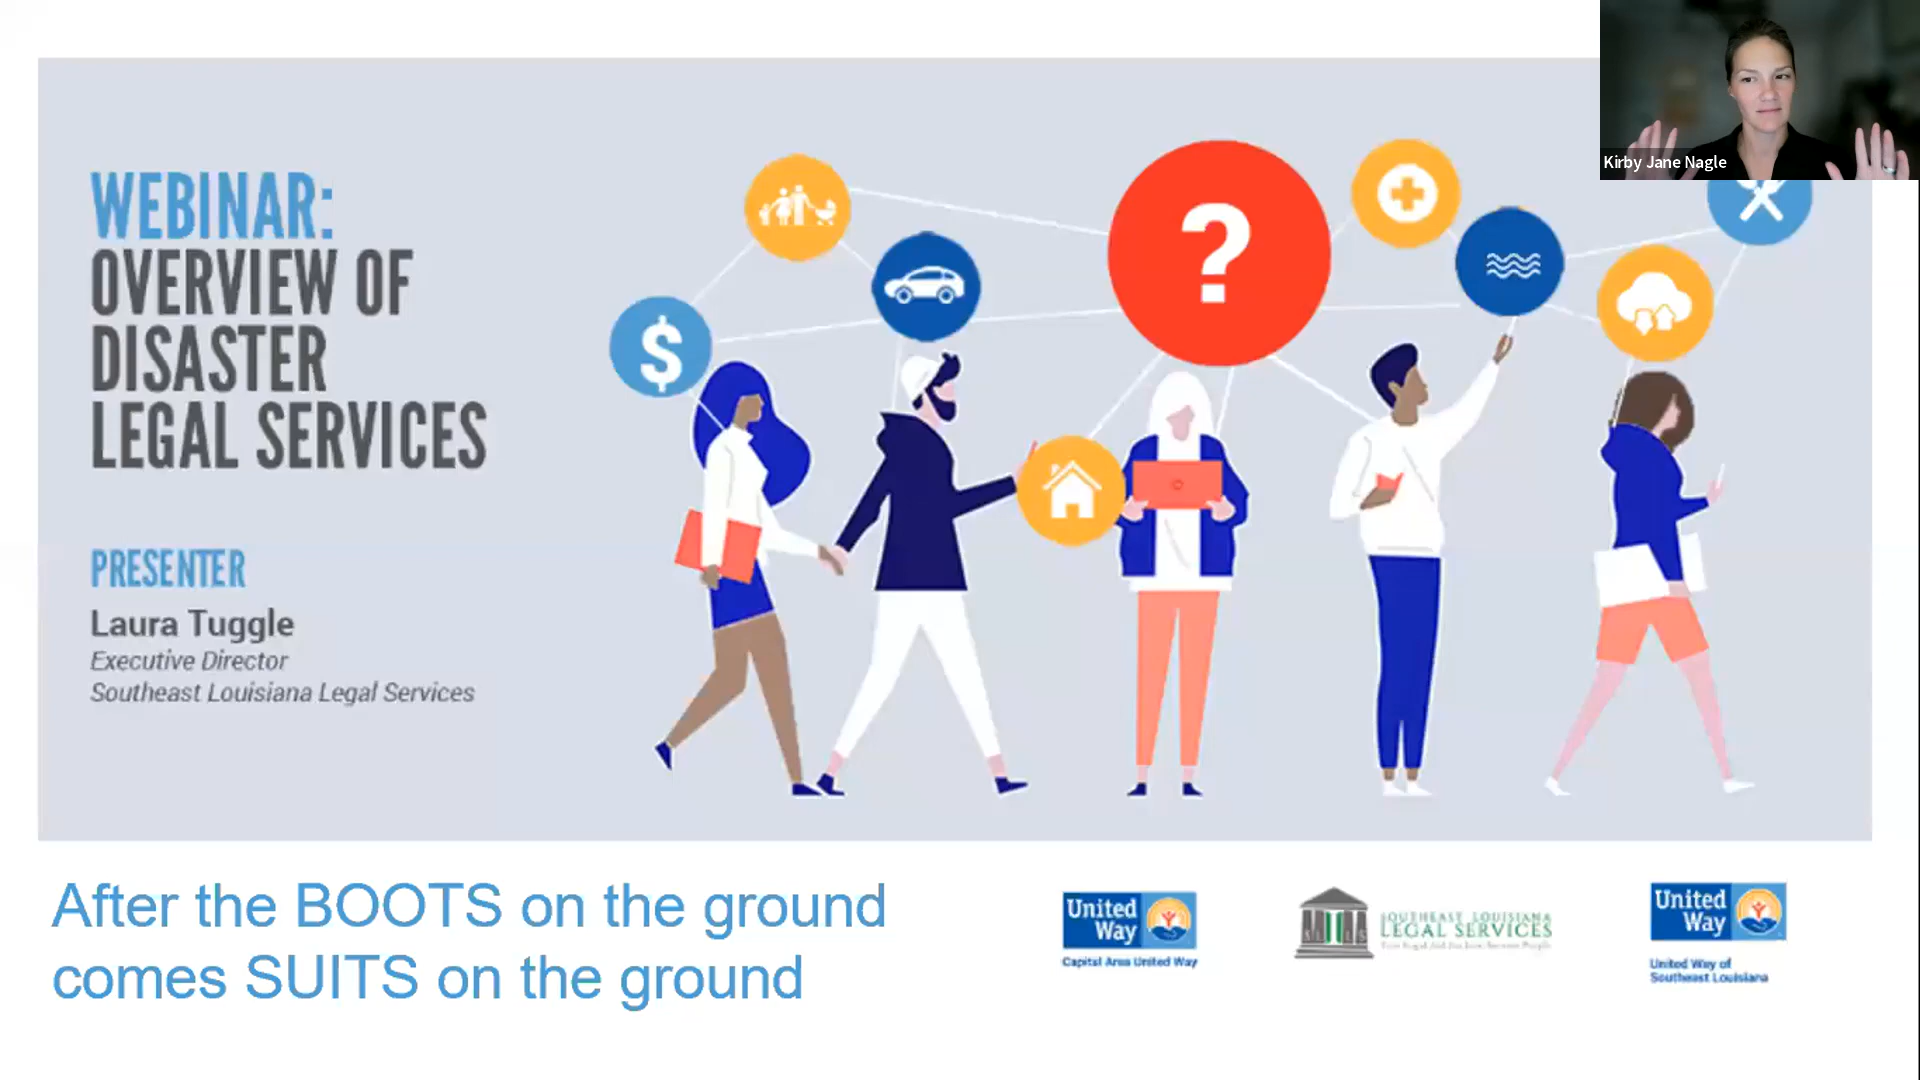 WEBINAR:
OVERVIEW OF
DISASTER
LEGAL SERVICES
PRESENTER
Laura Tuggle
Executive Director
Southeast Louisiana Legal Services
?
$
Kirby Jane Nagle
After the BOOTS on the ground
comes SUITS on the ground
United
Way
Capital Area United Way
SOUTHEAST LOUISIANA
LEGAL SERVICES
United
Way
United Way of
Southeast Louisiana